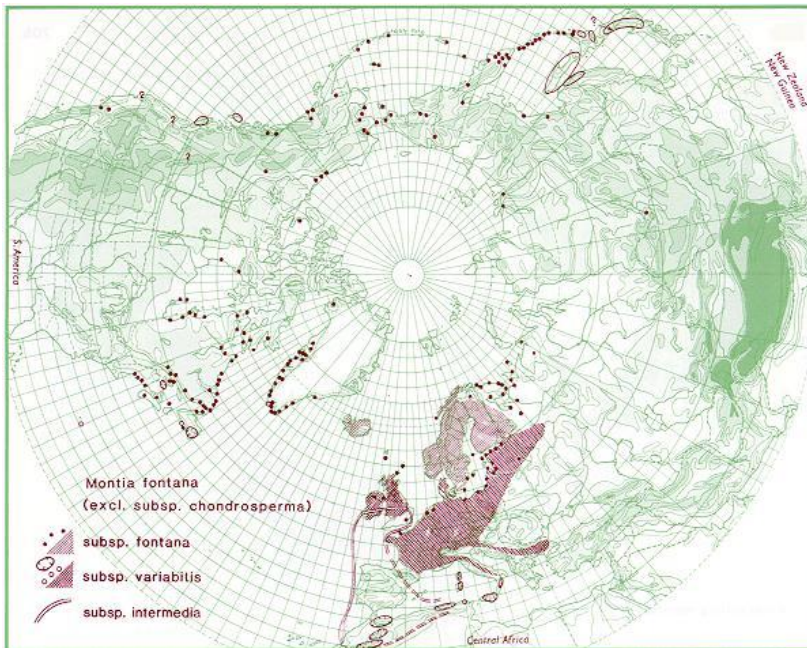 New Zealand
New Guinea
S. America
Montia fontana
(excl. subsp. chondrosperma)
subsp. fontana
subsp. variabilis
subsp. intermedia
Central Africa
?
?
?
?
?